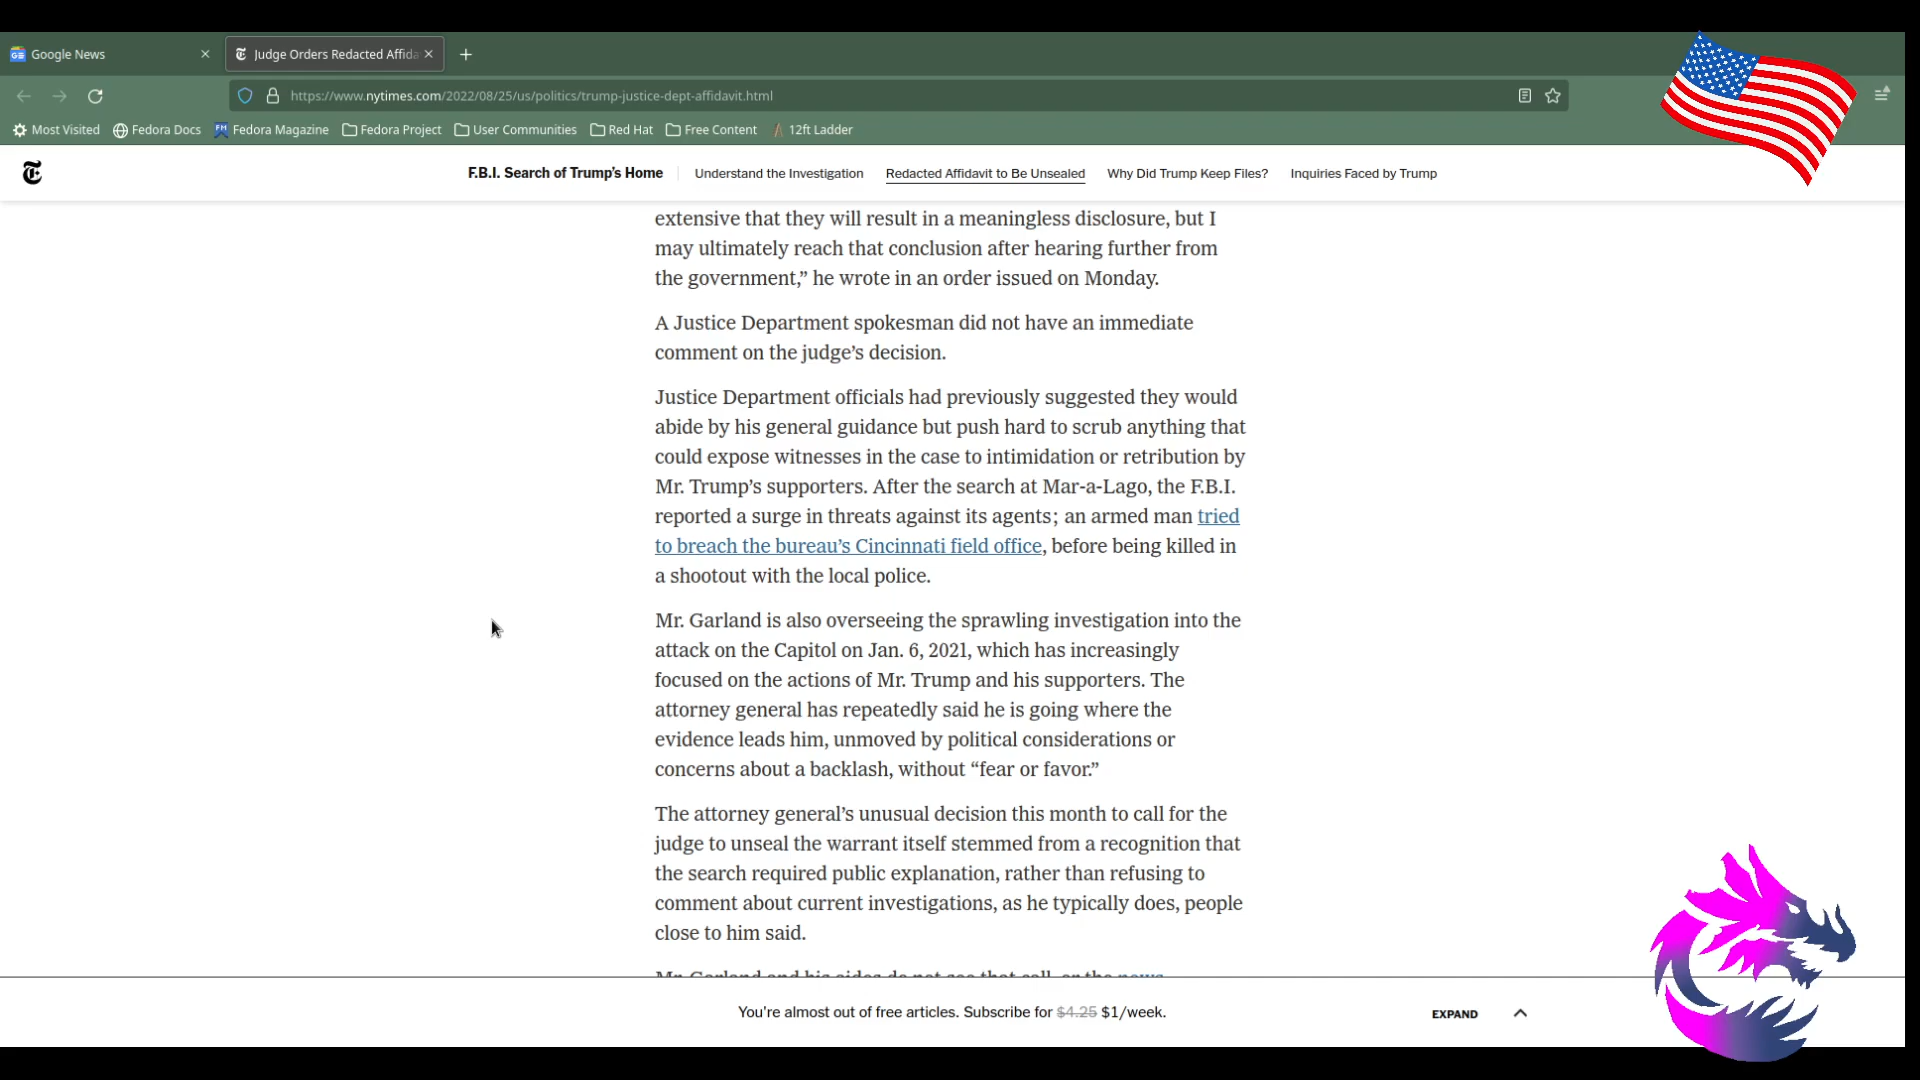 Google News
Judge Orders Redacted Affida
https://www.nytimes.com/2022/08/25/us/politics/trump-justice-dept-affidavit.html
Most Visited
Fedora Docs
FM Fedora Magazine
Fedora Project
User Communities
Red Hat
Free Content
12ft Ladder
F.B.I. Search of Trump's Home
Understand the Investigation
Redacted Affidavit to Be Unsealed
Why Did Trump Keep Files?
Inquiries Faced by Trump
extensive that they will result in a meaningless disclosure, but I
may ultimately reach that conclusion after hearing further from
the government,” he wrote in an order issued on Monday.
A Justice Department spokesman did not have an immediate
comment on the judge’s decision.
Justice Department officials had previously suggested they would
abide by his general guidance but push hard to scrub anything that
could expose witnesses in the case to intimidation or retribution by
Mr. Trump’s supporters. After the search at Mar-a-Lago, the F.B.I.
reported a surge in threats against its agents; an armed man tried
to breach the bureau’s Cincinnati field office, before being killed in
a shootout with the local police.
Mr. Garland is also overseeing the sprawling investigation into the
attack on the Capitol on Jan. 6, 2021, which has increasingly
focused on the actions of Mr. Trump and his supporters. The
attorney general has repeatedly said he is going where the
evidence leads him, unmoved by political considerations or
concerns about a backlash, without “fear or favor.”
The attorney general’s unusual decision this month to call for the
judge to unseal the warrant itself stemmed from a recognition that
the search required public explanation, rather than refusing to
comment about current investigations, as he typically does, people
close to him said.
Mr. Garland and his aides do not see that call, or the news
You’re almost out of free articles. Subscribe for $4.25 $1/week.
EXPAND